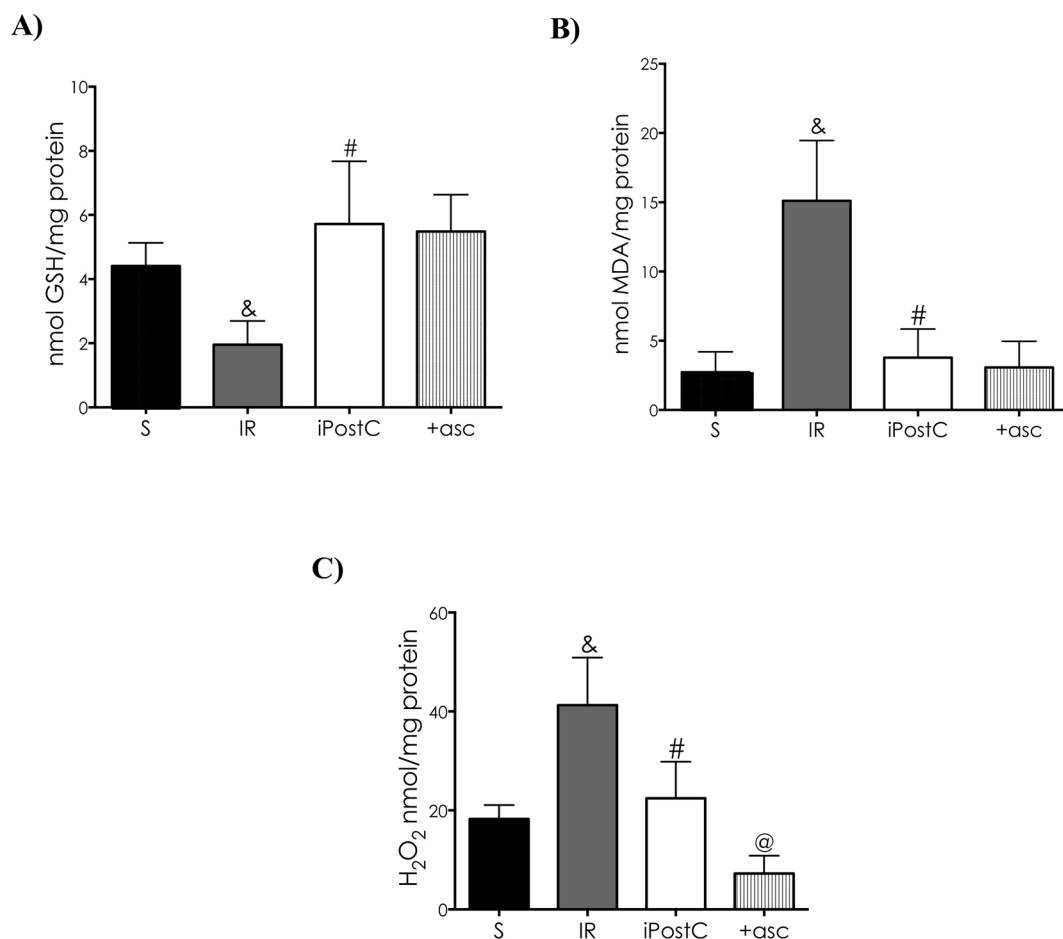 A)
nmol GSH/mg protein
10
8
6
4
2
0
&
#
S IR iPostC +asc
B)
nmol MDA/mg protein
25
20
15
10
5
0
&
#
S IR iPostC +asc
C)
H₂O₂ nmol/mg protein
60
40
20
0
&
#
@
S IR iPostC +asc